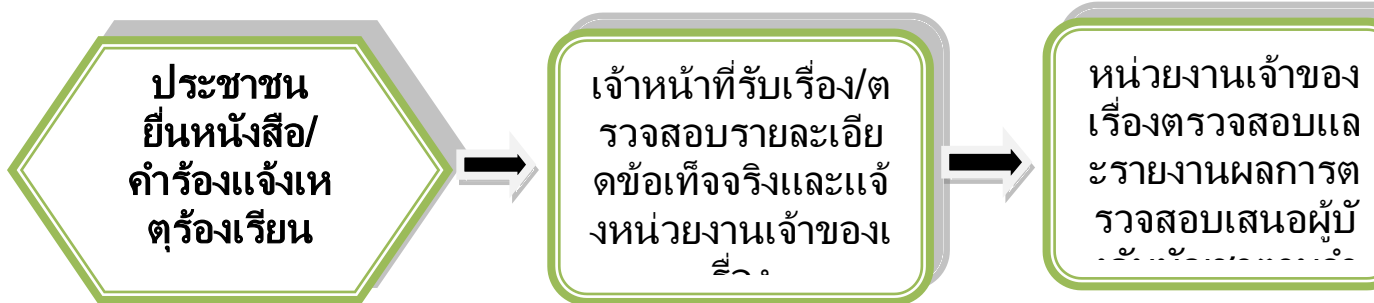 ประชาชน
ยื่นหนังสือ/
คำร้องแจ้งเห
ตุร้องเรียน
เจ้าหน้าที่รับเรื่อง/ต
รวจสอบรายละเอีย
ดข้อเท็จจริงและแจ้
งหน่วยงานเจ้าของเ
รื่อง
หน่วยงานเจ้าของ
เรื่องตรวจสอบแล
ะรายงานผลการต
รวจสอบเสนอผู้บั